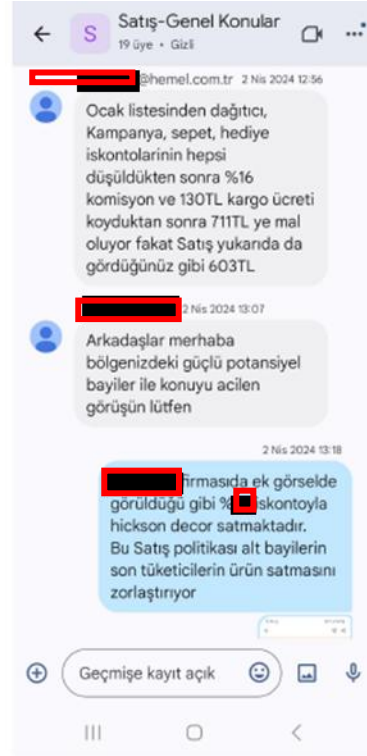 Satış-Genel Konular
19 üye • Gizli
S
@hemel.com.tr 2 Nis 2024 12:56
Ocak listesinden dağıtıcı,
Kampanya, sepet, hediye
iskontolarinin hepsi
düşüldükten sonra %16
komisyon ve 130TL kargo ücreti
koyduktan sonra 711TL ye mal
oluyor fakat Satış yukarıda da
gördüğünüz gibi 603TL
2 Nis 2024 13:07
Arkadaşlar merhaba
bölgenizdeki güçlü potansiyel
bayiler ile konuyu acilen
görüşün lütfen
2 Nis 2024 13:18
firmasıda ek görselde
görüldüğü gibi % iskontoyla
hickson decor satmaktadır.
Bu Satış politikası alt bayilerin
son tüketicilerin ürün satmasını
zorlaştırıyor
Geçmişe kayıt açık